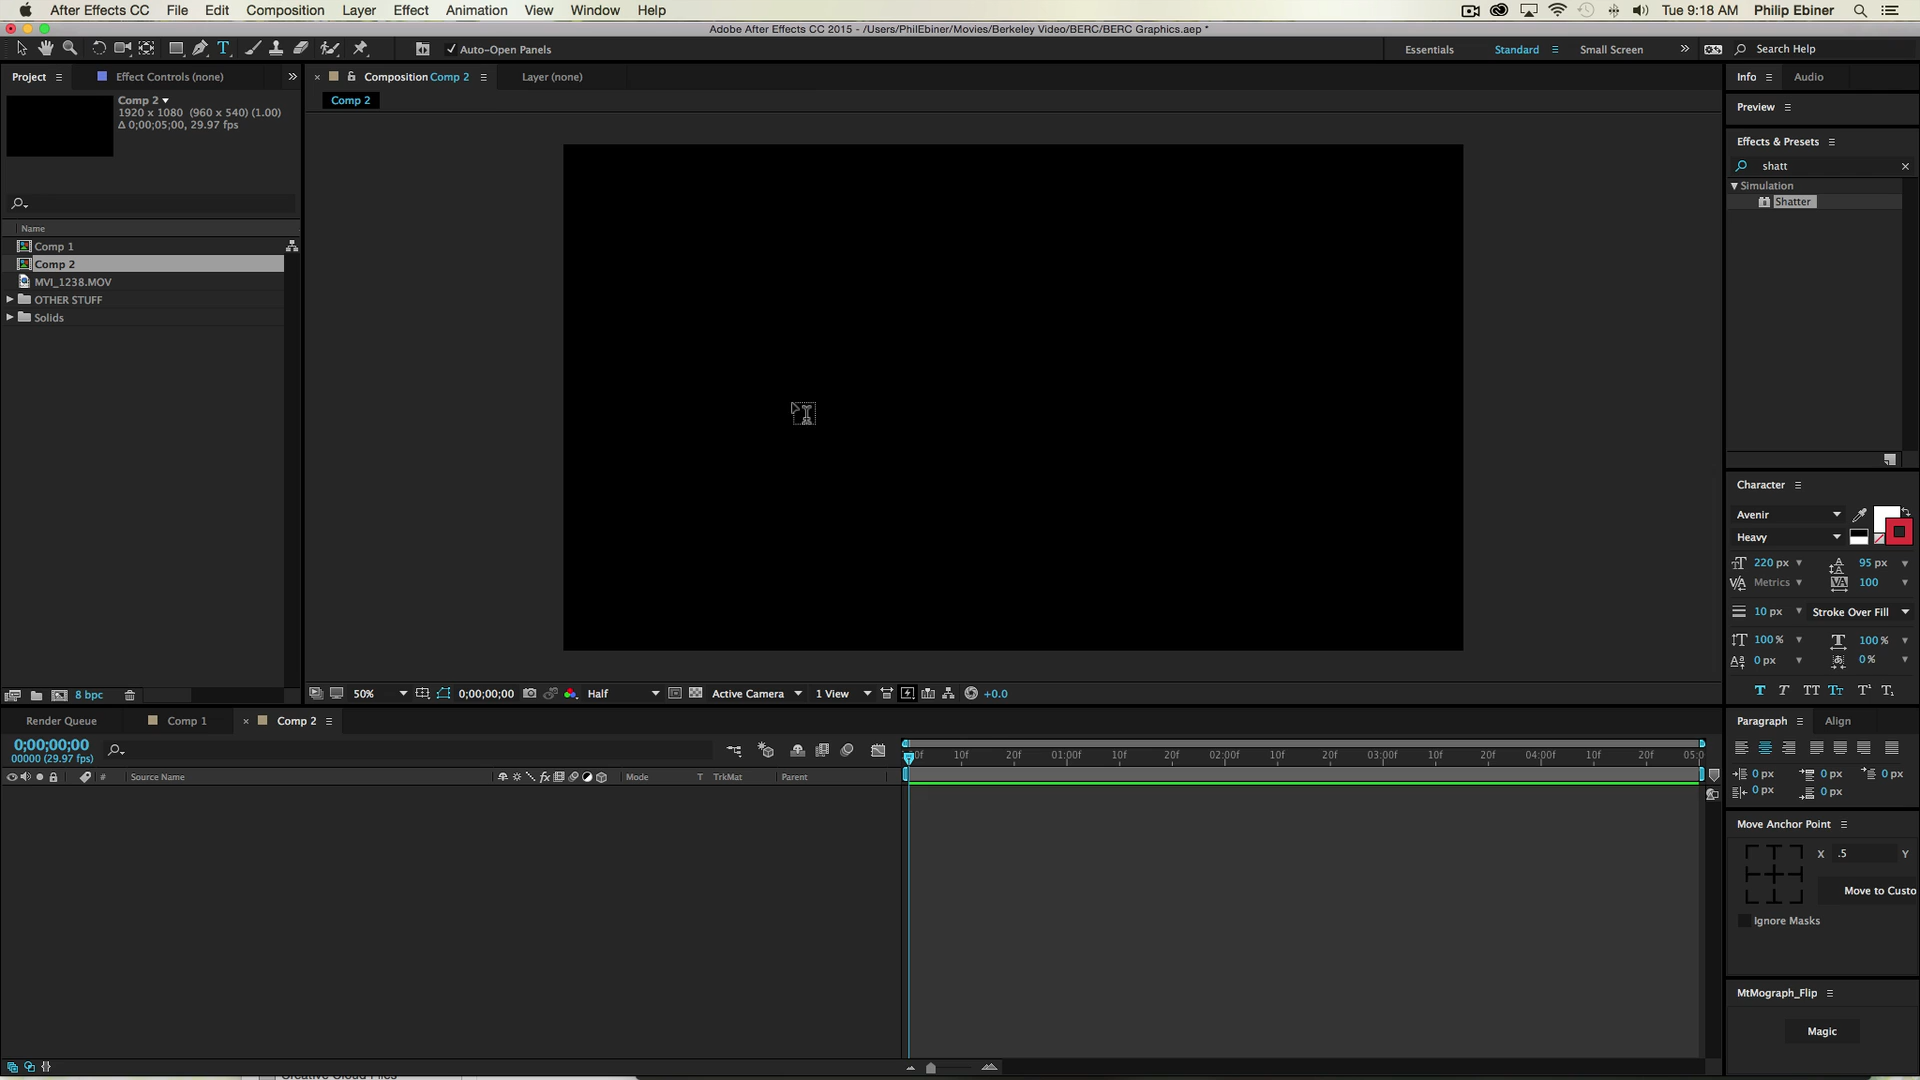 After Effects CC File Edit Composition Layer Effect Animation View Window Help Tue 9:18 AM Philip Ebiner
Adobe After Effects CC 2015 - /Users/PhilEbiner/Movies/Berkeley Video/BERC/BERC Graphics.aep *
Auto-Open Panels Essentials Standard Small Screen Search Help
Project Effect Controls (none) Composition Comp 2 Layer (none) Info Audio
Comp 2
1920 x 1080 (960 x 540) (1.00)
Δ 0;00;05;00, 29.97 fps
Comp 2
Preview
Effects & Presets
shatt
Simulation
Shatter
Name
Comp 1
Comp 2
MVI_1238.MOV
OTHER STUFF
Solids
Character
Avenir
Heavy
220 px 95 px
Metrics 100
10 px Stroke Over Fill
100 % 100 %
0 px 0 %
T T TT Tt T¹ T₁
8 bpc 50% 0;00;00;00 Half Active Camera 1 View +0.0
Render Queue Comp 1 Comp 2 Paragraph Align
0;00;00;00
00000 (29.97 fps)
0f 10f 20f 01:00f 10f 20f 02:00f 10f 20f 03:00f 10f 20f 04:00f 10f 20f 05:0
# Source Name Mode T TrkMat Parent
0 px 0 px 0 px
0 px 0 px
Move Anchor Point
X .5 Y
Move to Custo
Ignore Masks
MtMograph_Flip
Magic